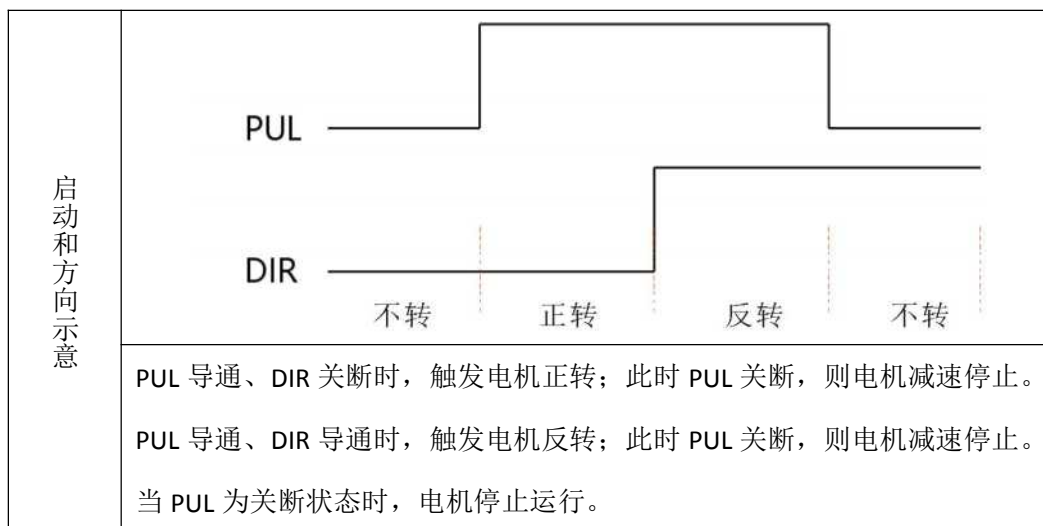 启动和方向示意
PUL
DIR
不转 正转 反转 不转
PUL 导通、DIR 关断时，触发电机正转；此时 PUL 关断，则电机减速停止。
PUL 导通、DIR 导通时，触发电机反转；此时 PUL 关断，则电机减速停止。
当 PUL 为关断状态时，电机停止运行。